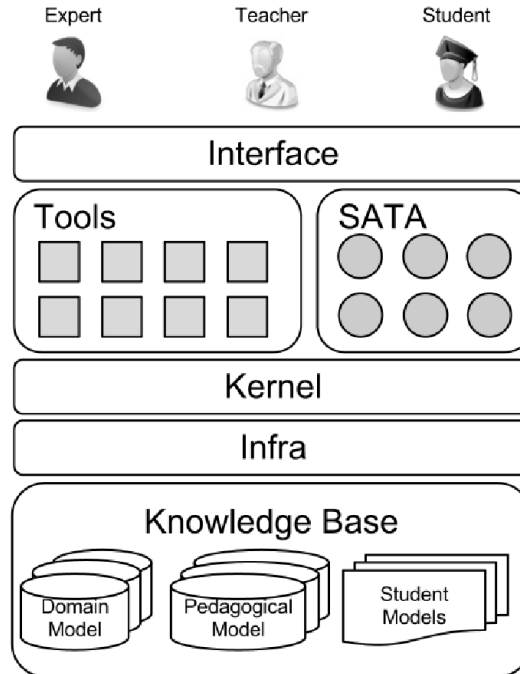 Expert Teacher Student
Interface
Tools SATA
Kernel
Infra
Knowledge Base
Domain
Model
Pedagogical
Model
Student
Models